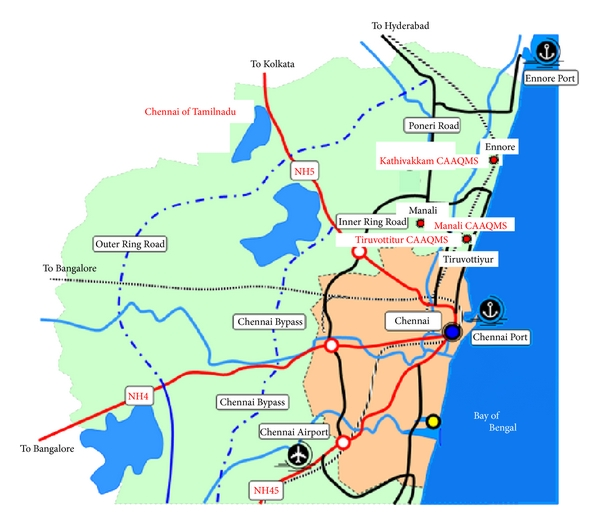 To Hyderabad
To Kolkata
Ennore Port
Chennai of Tamilnadu
Poneri Road
Ennore
Kathivakkam CAAQMS
NH5
Manali
Inner Ring Road
Manali CAAQMS
Tiruvottitur CAAQMS
Outer Ring Road
Tiruvottiyur
To Bangalore
Chennai Bypass
Chennai
Chennai Port
NH4
Chennai Bypass
Bay of
Bengal
Chennai Airport
To Bangalore
NH45